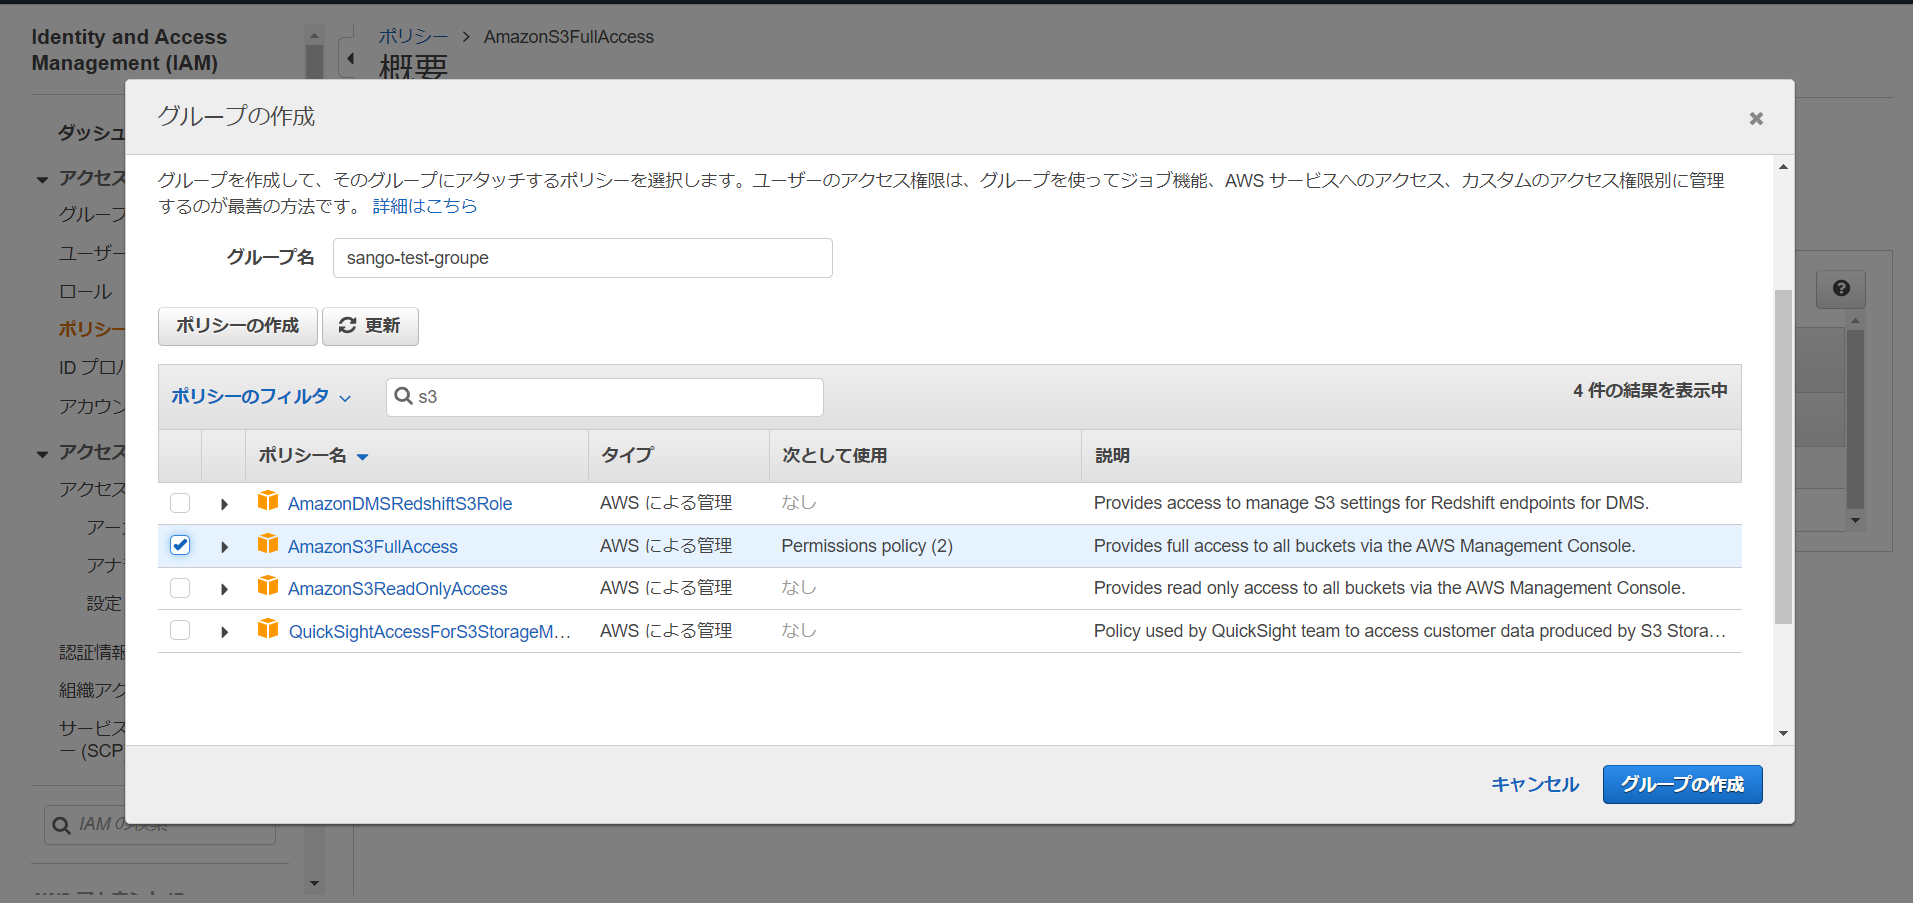 Identity and Access
Management (IAM)
ポリシー > AmazonS3FullAccess
概要
ダッシュ
アクセス
グループ
ユーザー
ロール
ポリシー
ID プロ
アカウン
アクセス
アクセス
アー
アナ
設定
認証情報
組織アク
サービス
ー (SCP
IAM の検索
グループの作成
グループを作成して、そのグループにアタッチするポリシーを選択します。ユーザーのアクセス権限は、グループを使ってジョブ機能、AWS サービスへのアクセス、カスタムのアクセス権限別に管理
するのが最善の方法です。 詳細はこちら
グループ名 sango-test-groupe
ポリシーの作成 更新
ポリシーのフィルタ s3 4 件の結果を表示中
ポリシー名 タイプ 次として使用 説明
AmazonDMSRedshiftS3Role AWS による管理 なし Provides access to manage S3 settings for Redshift endpoints for DMS.
AmazonS3FullAccess AWS による管理 Permissions policy (2) Provides full access to all buckets via the AWS Management Console.
AmazonS3ReadOnlyAccess AWS による管理 なし Provides read only access to all buckets via the AWS Management Console.
QuickSightAccessForS3StorageM... AWS による管理 なし Policy used by QuickSight team to access customer data produced by S3 Stora...
キャンセル グループの作成